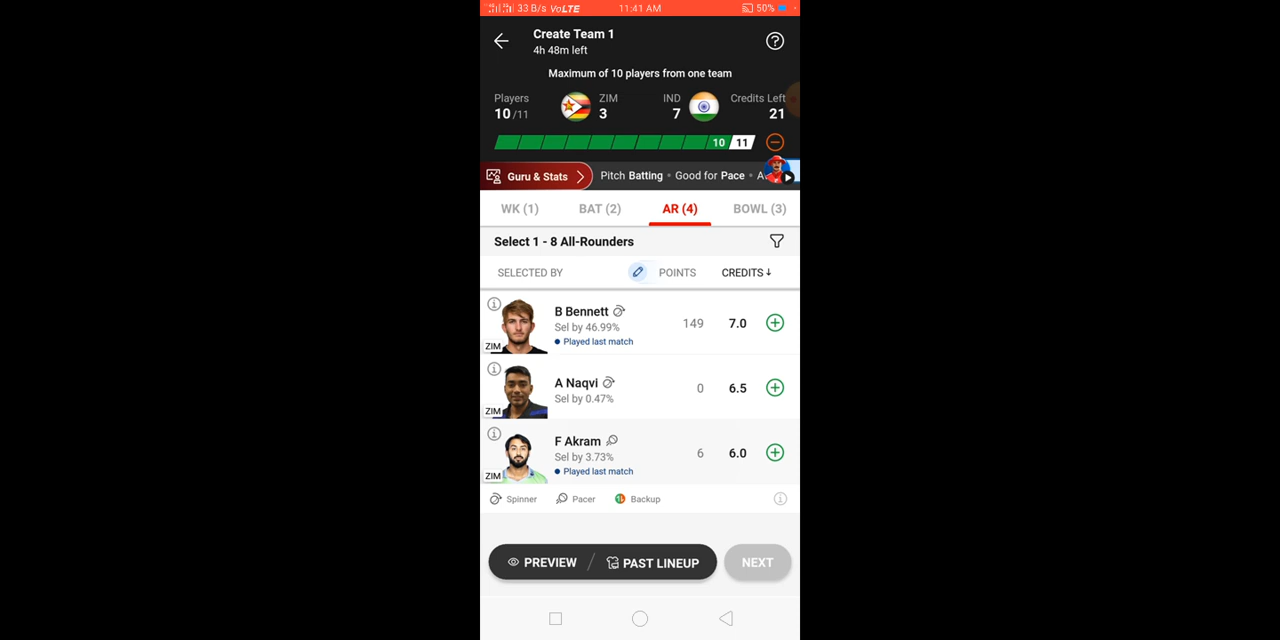 33 B/s VoLTE 11:41 AM 50%
Create Team 1
4h 48m left
Maximum of 10 players from one team
Players ZIM IND Credits Left
10/11 3 7 21
10 11
Guru & Stats Pitch Batting • Good for Pace • A
WK (1) BAT (2) AR (4) BOWL (3)
Select 1 - 8 All-Rounders
SELECTED BY POINTS CREDITS↓
B Bennett
Sel by 46.99% 149 7.0
ZIM • Played last match
A Naqvi
Sel by 0.47% 0 6.5
ZIM
F Akram
Sel by 3.73% 6 6.0
ZIM • Played last match
Spinner Pacer Backup
PREVIEW / PAST LINEUP NEXT